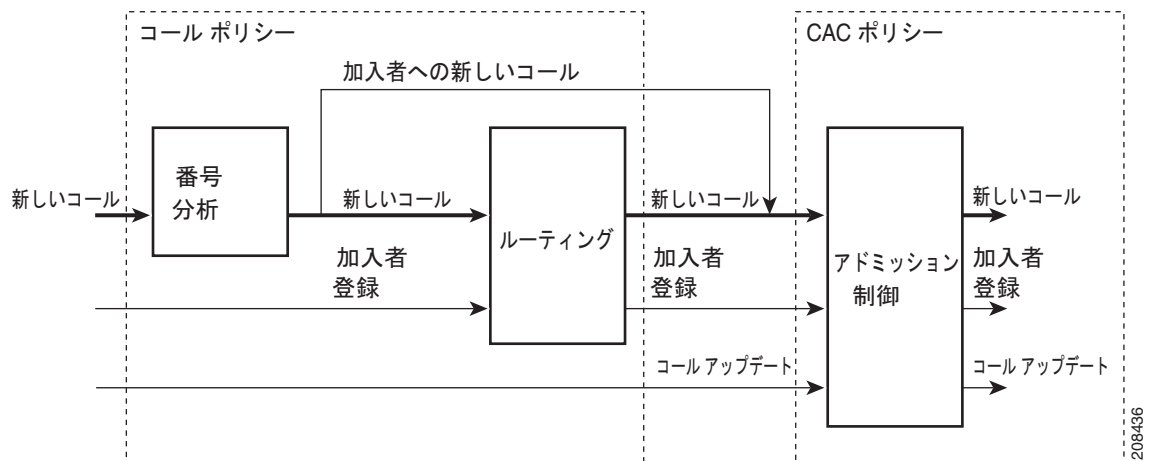 コール ポリシー
CAC ポリシー
加入者への新しいコール
番号
分析
新しいコール
新しいコール
新しいコール
新しいコール
ルーティング
加入者
登録
加入者
登録
アドミッション
制御
加入者
登録
コール アップデート
コール アップデート
208436